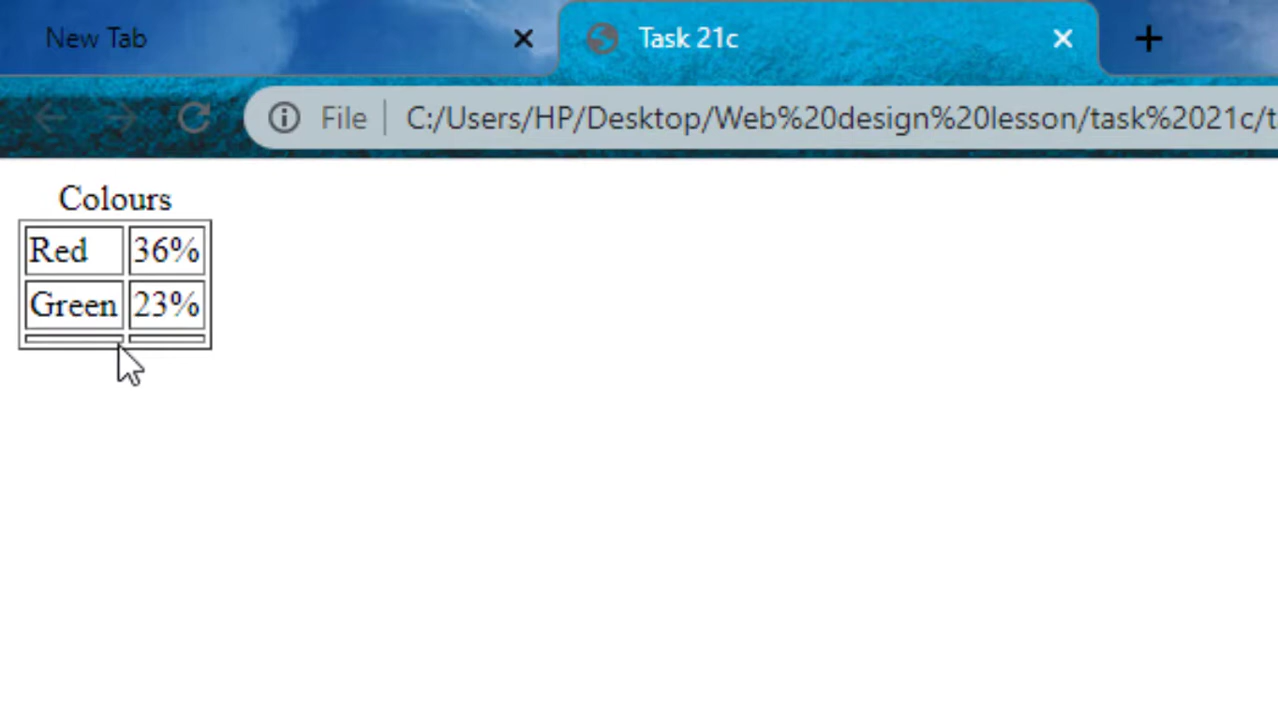 New Tab
Task 21c
File
C:/Users/HP/Desktop/Web%20design%20lesson/task%2021c/t
Colours
Red 36%
Green 23%